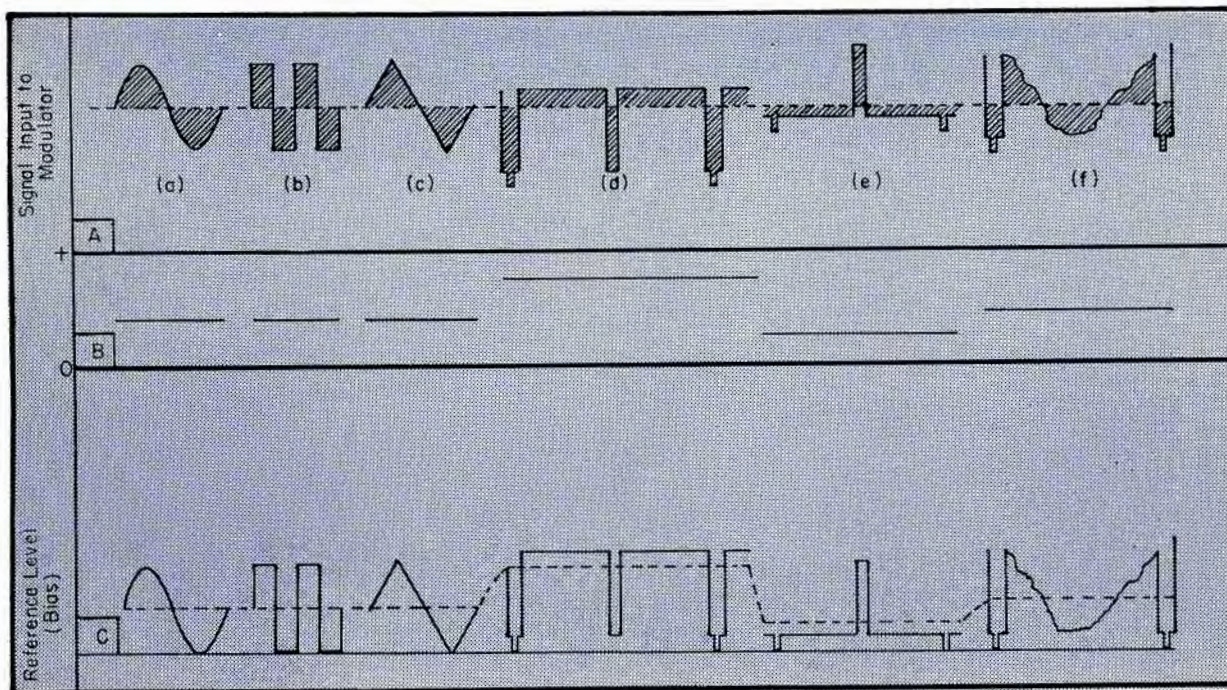 Signal Input to
Modulator
(a)
(b)
(c)
(d)
(e)
(f)
A
+
B
0
Reference Level
(Bias)
C